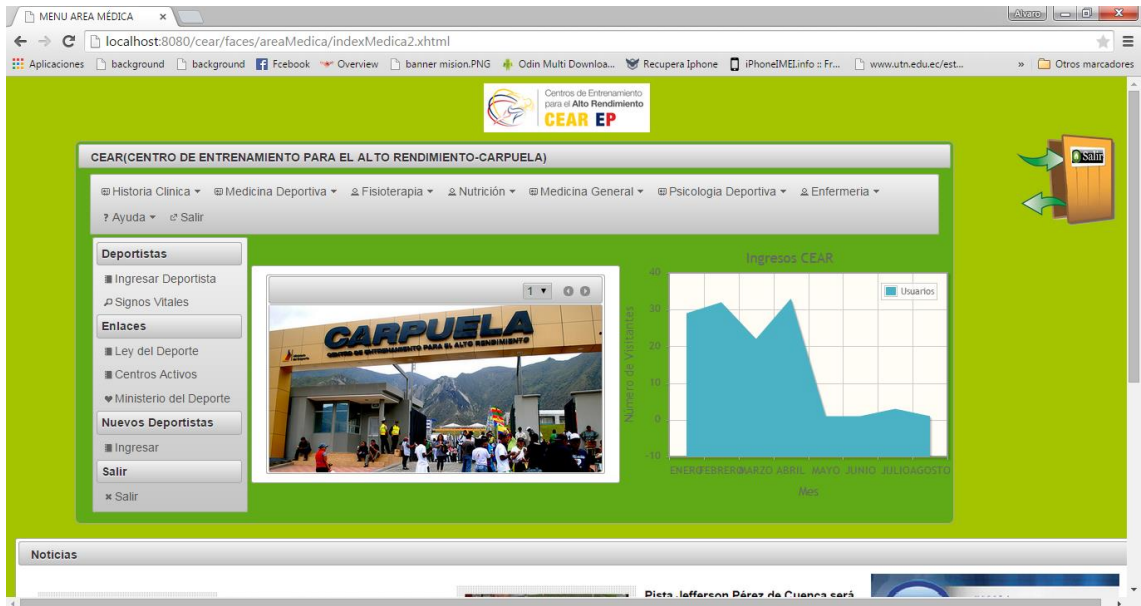 MENU AREA MÉDICA
Alvaro
localhost:8080/cear/faces/areaMedica/indexMedica2.xhtml
Aplicaciones background background Fcebook Overview banner mision.PNG Odin Multi Downloa... Recupera Iphone iPhoneIMEI.info :: Fr... www.utn.edu.ec/est... » Otros marcadores
Centros de Entrenamiento
para el Alto Rendimiento
CEAR EP
Salir
CEAR(CENTRO DE ENTRENAMIENTO PARA EL ALTO RENDIMIENTO-CARPUELA)
Historia Clinica Medicina Deportiva Fisioterapia Nutrición Medicina General Psicologia Deportiva Enfermeria
? Ayuda Salir
Deportistas
Ingresar Deportista
Signos Vitales
Enlaces
Ley del Deporte
Centros Activos
Ministerio del Deporte
Nuevos Deportistas
Ingresar
Salir
Salir
1
CARPUELA
CENTRO DE ENTRENAMIENTO PARA EL ALTO RENDIMIENTO
Ingresos CEAR
Usuarios
Número de Visitantes
40
30
20
10
0
-10
ENERO FEBRERO MARZO ABRIL MAYO JUNIO JULIO AGOSTO
Mes
Noticias
Pista Jefferson Pérez de Cuenca será